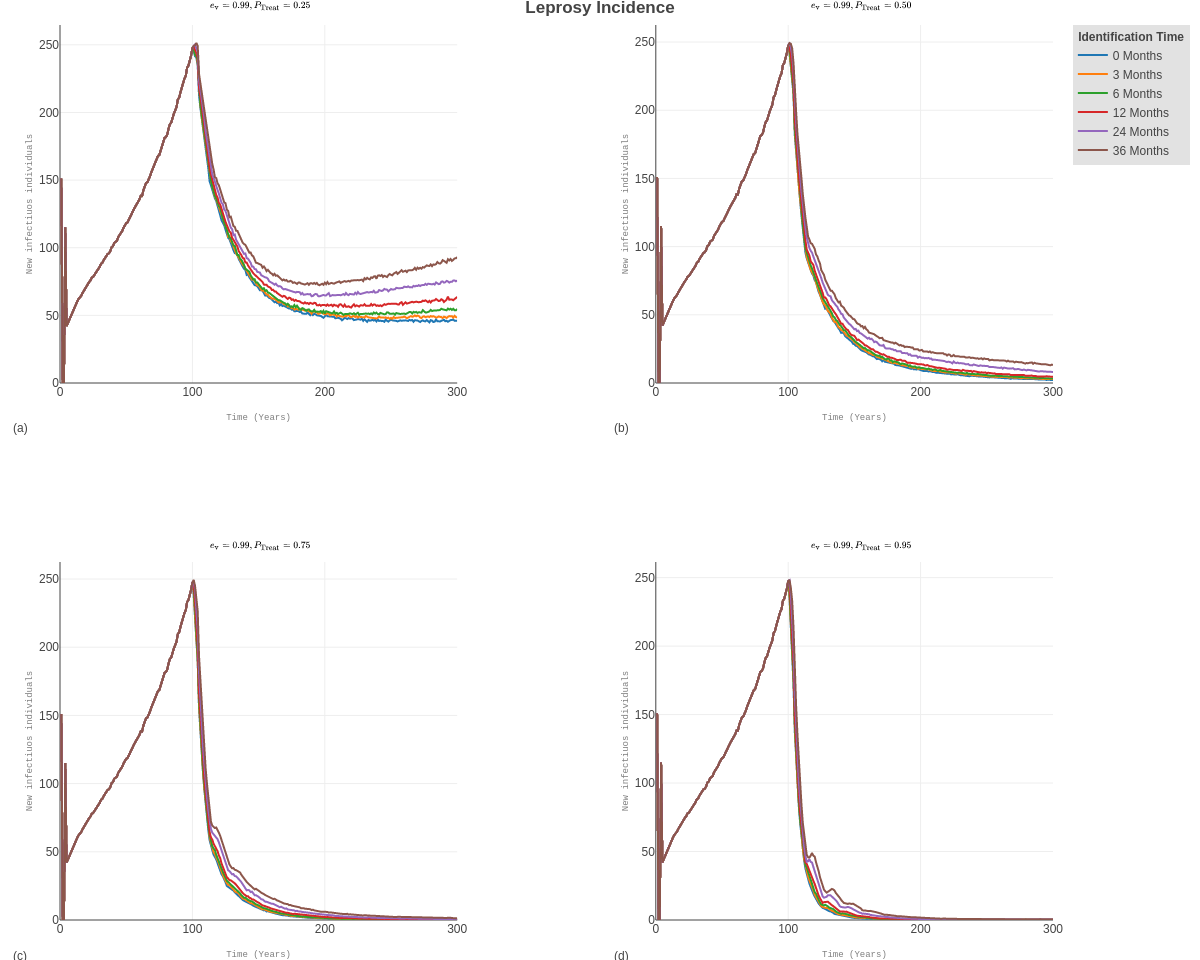 Leprosy Incidence
e_v = 0.99, P_Treat = 0.25
250
200
150
100
50
0
0 100 200 300
New infectiuos individuals
Time (Years)
(a)
e_v = 0.99, P_Treat = 0.50
250
200
150
100
50
0
0 100 200 300
New infectiuos individuals
Time (Years)
(b)
Identification Time
0 Months
3 Months
6 Months
12 Months
24 Months
36 Months
e_v = 0.99, P_Treat = 0.75
250
200
150
100
50
0
0 100 200 300
New infectiuos individuals
Time (Years)
(c)
e_v = 0.99, P_Treat = 0.95
250
200
150
100
50
0
0 100 200 300
New infectiuos individuals
Time (Years)
(d)